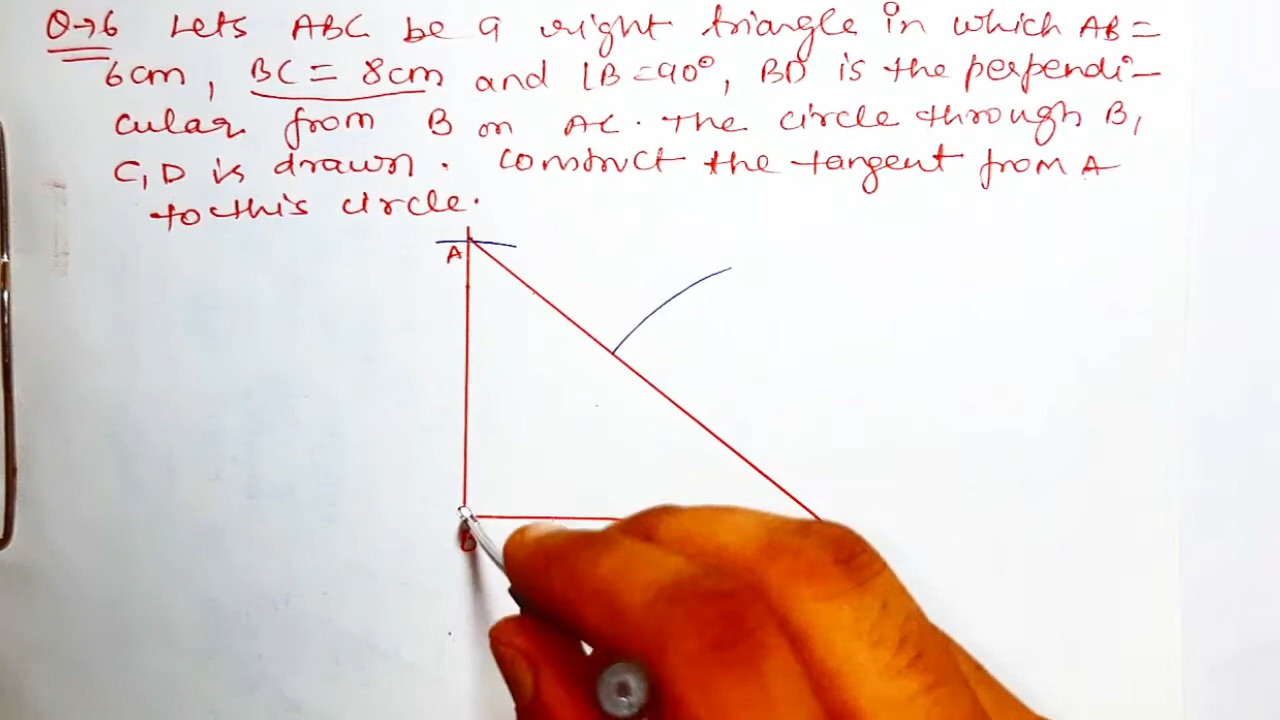 Q→6 Lets ABC be a right triangle in which AB =
6cm, BC = 8cm and ∠B = 90°, BD is the perpendi-
cular from B on AC. The circle through B,
C, D is drawn. construct the tangent from A
to this circle.
A
B